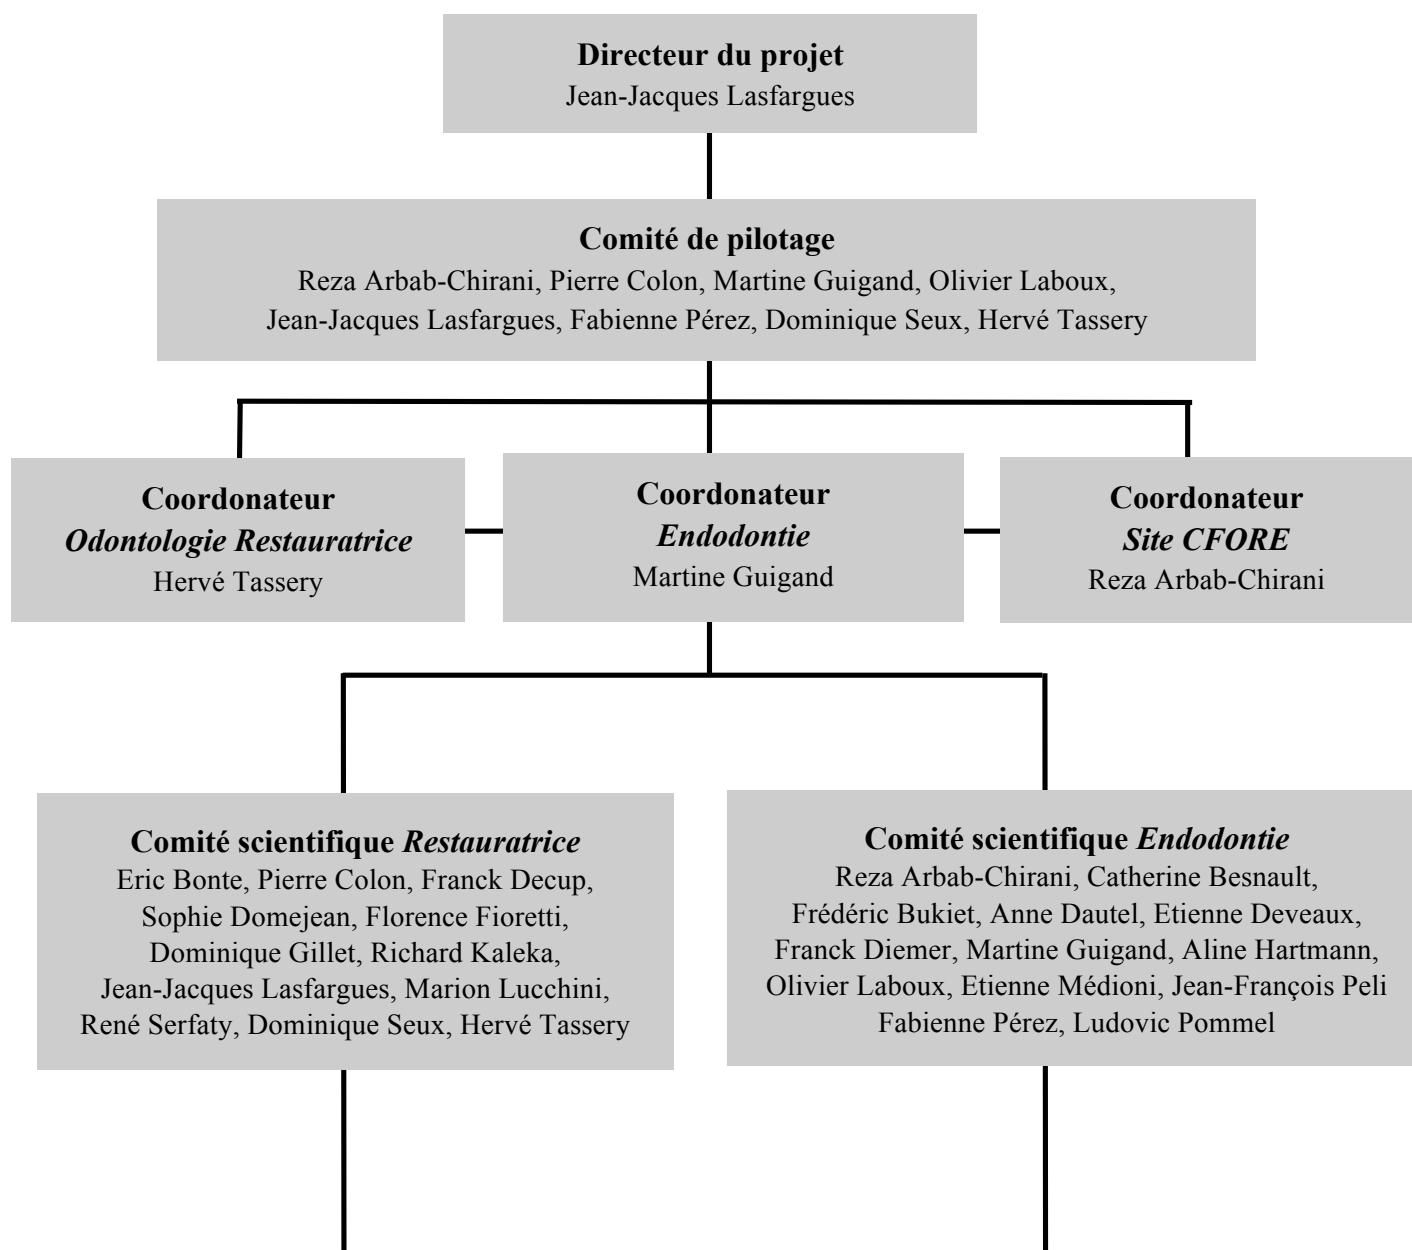 Directeur du projet
Jean-Jacques Lasfargues
Comité de pilotage
Reza Arbab-Chirani, Pierre Colon, Martine Guigand, Olivier Laboux,
Jean-Jacques Lasfargues, Fabienne Pérez, Dominique Seux, Hervé Tassery
Coordonateur
Odontologie Restauratrice
Hervé Tassery
Coordonateur
Endodontie
Martine Guigand
Coordonateur
Site CFORE
Reza Arbab-Chirani
Comité scientifique Restauratrice
Eric Bonte, Pierre Colon, Franck Decup,
Sophie Domejean, Florence Fioretti,
Dominique Gillet, Richard Kaleka,
Jean-Jacques Lasfargues, Marion Lucchini,
René Serfaty, Dominique Seux, Hervé Tassery
Comité scientifique Endodontie
Reza Arbab-Chirani, Catherine Besnault,
Frédéric Bukiet, Anne Dautel, Etienne Deveaux,
Franck Diemer, Martine Guigand, Aline Hartmann,
Olivier Laboux, Etienne Médioni, Jean-François Peli
Fabienne Pérez, Ludovic Pommel